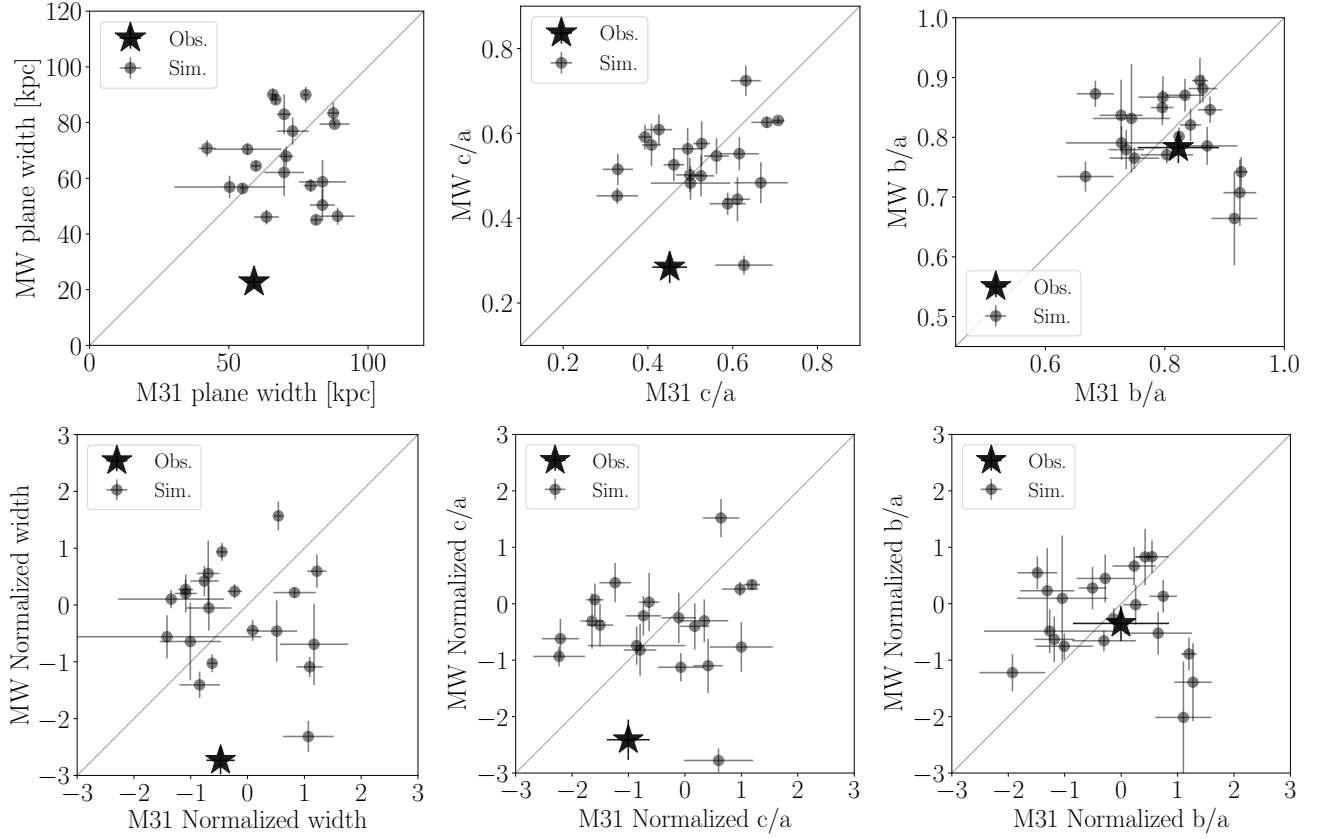 120
100
80
60
40
20
0
0
50
100
MW plane width [kpc]
M31 plane width [kpc]
Obs.
Sim.
0.8
0.6
0.4
0.2
0.2
0.4
0.6
0.8
MW c/a
M31 c/a
Obs.
Sim.
1.0
0.9
0.8
0.7
0.6
0.5
0.6
0.8
1.0
MW b/a
M31 b/a
Obs.
Sim.
3
2
1
0
−1
−2
−3
−3
−2
−1
0
1
2
3
MW Normalized width
M31 Normalized width
Obs.
Sim.
3
2
1
0
−1
−2
−3
−3
−2
−1
0
1
2
3
MW Normalized c/a
M31 Normalized c/a
Obs.
Sim.
3
2
1
0
−1
−2
−3
−3
−2
−1
0
1
2
3
MW Normalized b/a
M31 Normalized b/a
Obs.
Sim.